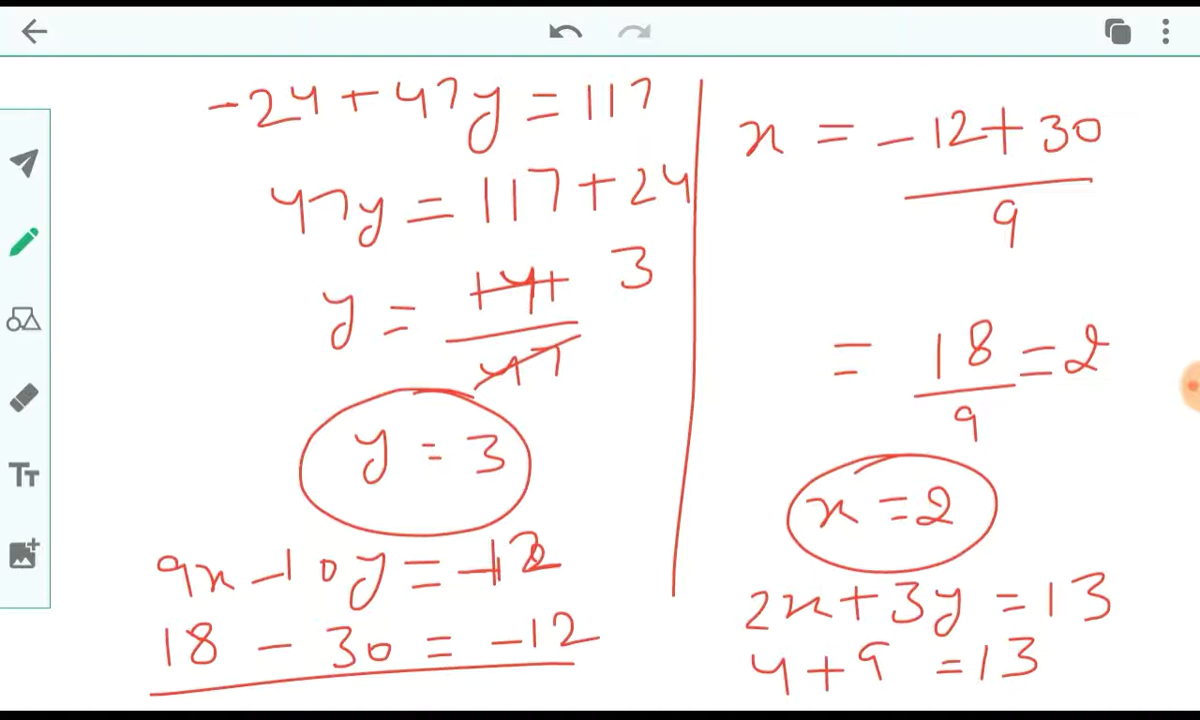 -24 + 47y = 117
47y = 117 + 24
y = 141/47 3
y = 3
9x - 10y = -12
18 - 30 = -12
x = -12 + 30 / 9
= 18/9 = 2
x = 2
2x + 3y = 13
4 + 9 = 13
TT